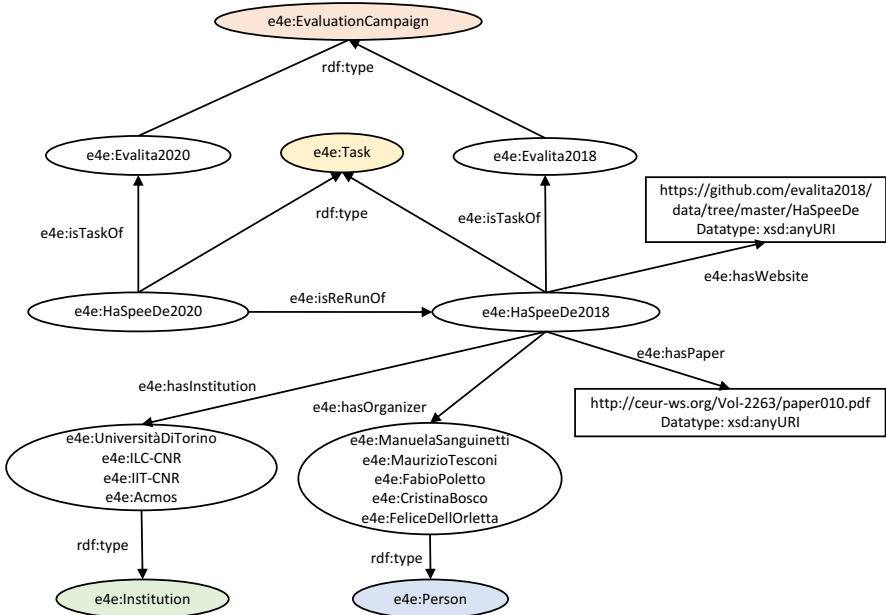 e4e:EvaluationCampaign
rdf:type
e4e:Evalita2020
e4e:Task
e4e:Evalita2018
https://github.com/evalita2018/
data/tree/master/HaSpeeDe
Datatype: xsd:anyURI
e4e:isTaskOf
rdf:type
e4e:isTaskOf
e4e:hasWebsite
e4e:HaSpeeDe2020
e4e:isReRunOf
e4e:HaSpeeDe2018
e4e:hasPaper
e4e:hasInstitution
http://ceur-ws.org/Vol-2263/paper010.pdf
Datatype: xsd:anyURI
e4e:hasOrganizer
e4e:UniversitàDiTorino
e4e:ILC-CNR
e4e:IIT-CNR
e4e:Acmos
e4e:ManuelaSanguinetti
e4e:MaurizioTesconi
e4e:FabioPoletto
e4e:CristinaBosco
e4e:FeliceDellOrletta
rdf:type
rdf:type
e4e:Institution
e4e:Person